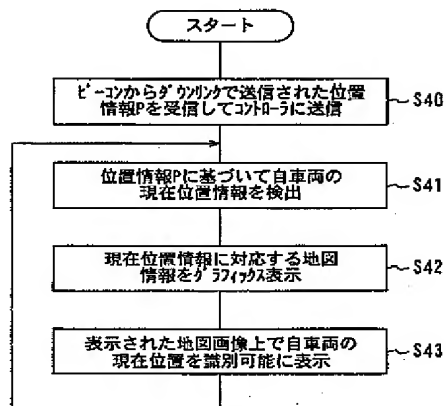 スタート
ビーコンからダウンリンクで送信された位置
情報Pを受信してコントローラに送信
S40
位置情報Pに基づいて自車両の
現在位置情報を検出
S41
現在位置情報に対応する地図
情報をグラフィックス表示
S42
表示された地図画像上で自車両の
現在位置を識別可能に表示
S43